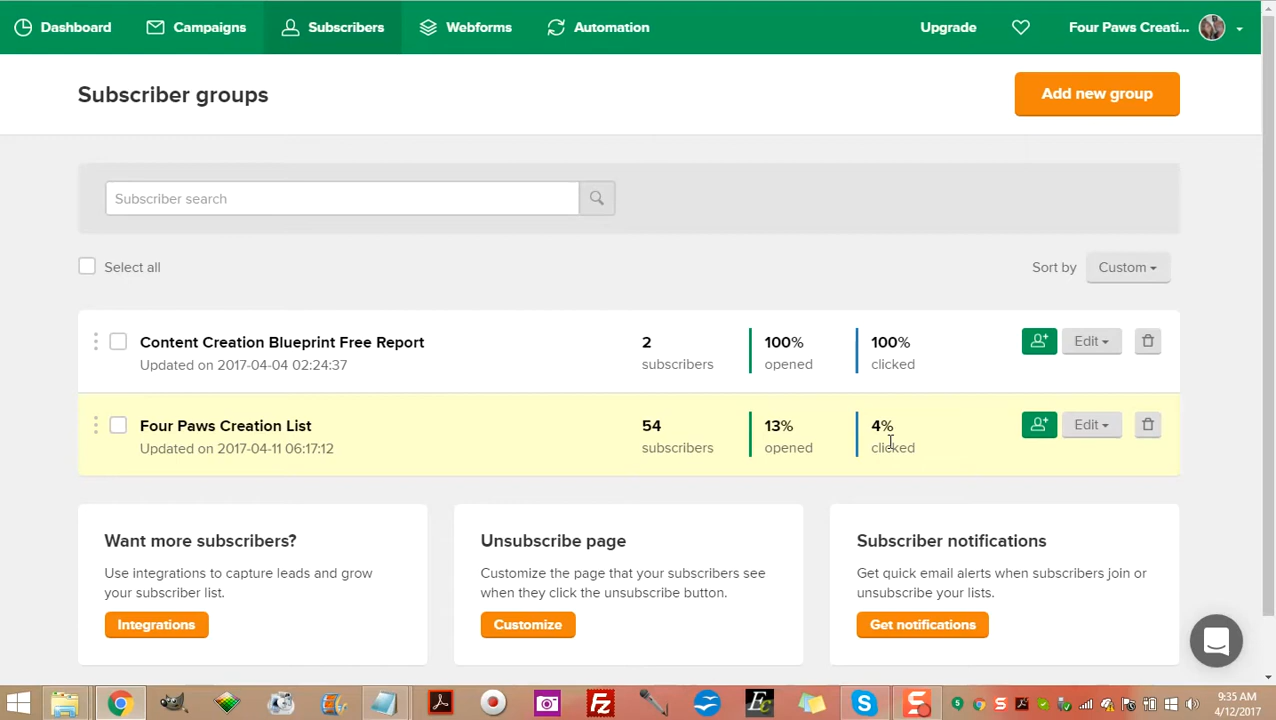 Dashboard Campaigns Subscribers Webforms Automation Upgrade Four Paws Creati...
Subscriber groups
Add new group
Subscriber search
Select all
Sort by Custom
Content Creation Blueprint Free Report
Updated on 2017-04-04 02:24:37
2
subscribers
100%
opened
100%
clicked
Edit
Four Paws Creation List
Updated on 2017-04-11 06:17:12
54
subscribers
13%
opened
4%
clicked
Edit
Want more subscribers?
Use integrations to capture leads and grow
your subscriber list.
Integrations
Unsubscribe page
Customize the page that your subscribers see
when they click the unsubscribe button.
Customize
Subscriber notifications
Get quick email alerts when subscribers join or
unsubscribe your lists.
Get notifications
9:35 AM
4/12/2017